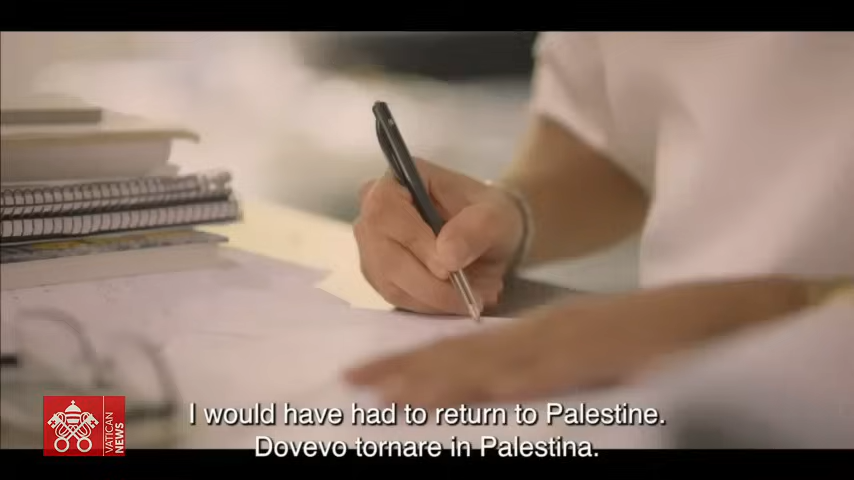 I would have had to return to Palestine.
Dovevo tornare in Palestina.
VATICAN
NEWS